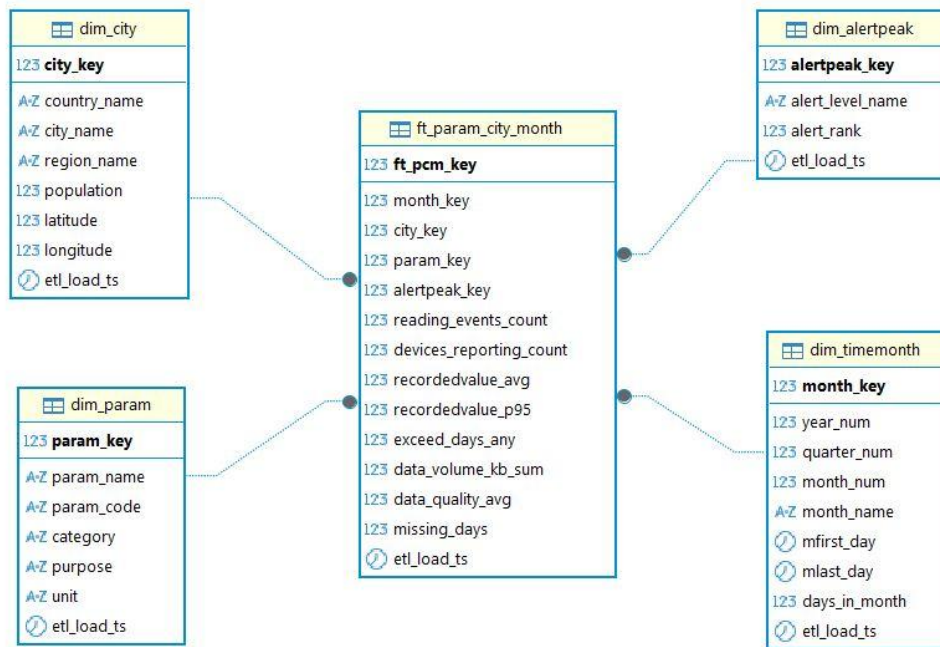 dim_city
123 city_key
A-Z country_name
A-Z city_name
A-Z region_name
123 population
123 latitude
123 longitude
etl_load_ts
dim_param
123 param_key
A-Z param_name
A-Z param_code
A-Z category
A-Z purpose
A-Z unit
etl_load_ts
ft_param_city_month
123 ft_pcm_key
123 month_key
123 city_key
123 param_key
123 alertpeak_key
123 reading_events_count
123 devices_reporting_count
123 recordedvalue_avg
123 recordedvalue_p95
123 exceed_days_any
123 data_volume_kb_sum
123 data_quality_avg
123 missing_days
etl_load_ts
dim_alertpeak
123 alertpeak_key
A-Z alert_level_name
123 alert_rank
etl_load_ts
dim_timemonth
123 month_key
123 year_num
123 quarter_num
123 month_num
A-Z month_name
mfirst_day
mlast_day
123 days_in_month
etl_load_ts